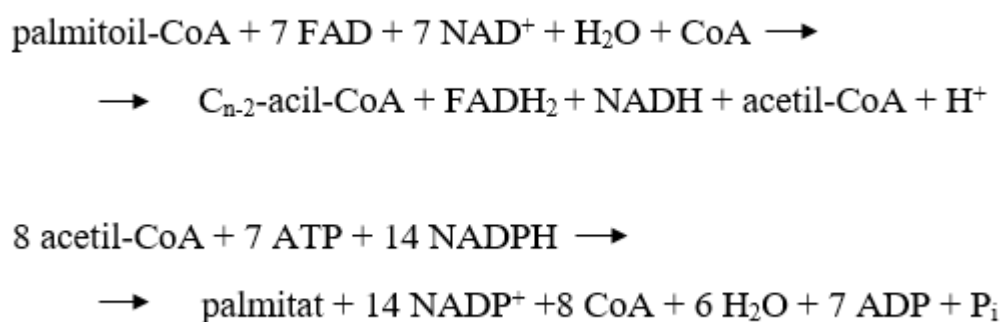 palmitoil-CoA + 7 FAD + 7 NAD⁺ + H₂O + CoA ⟶
⟶ Cₙ₋₂-acil-CoA + FADH₂ + NADH + acetil-CoA + H⁺
8 acetil-CoA + 7 ATP + 14 NADPH ⟶
⟶ palmitat + 14 NADP⁺ +8 CoA + 6 H₂O + 7 ADP + Pᵢ